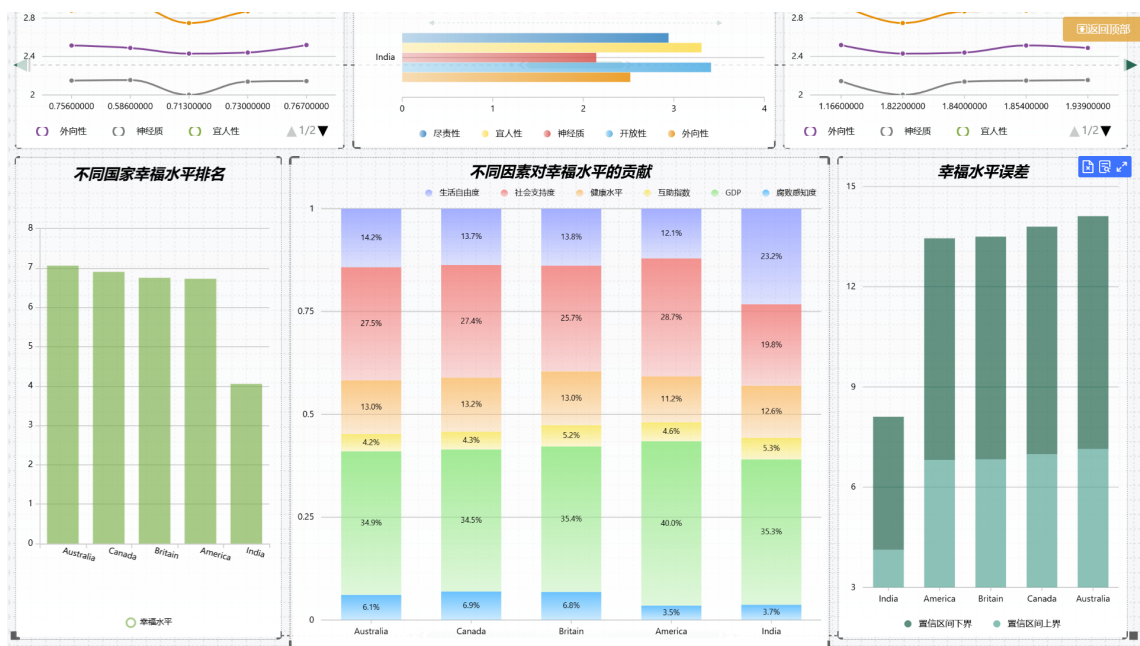 2.8
2.4
2
0.75600000 0.58600000 0.71300000 0.73000000 0.76700000
外向性 神经质 宜人性 1/2
India
0 1 2 3 4
尽责性 宜人性 神经质 开放性 外向性
2.8
2.4
2
1.16600000 1.82200000 1.84000000 1.85400000 1.93900000
外向性 神经质 宜人性 1/2
返回顶部
不同国家幸福水平排名
8
7
6
5
4
3
2
1
0
Australia Canada Britain America India
幸福水平
不同因素对幸福水平的贡献
生活自由度 社会支持度 健康水平 互助指数 GDP 腐败感知度
1
0.75
0.5
0.25
0
14.2% 13.7% 13.8% 12.1% 23.2%
27.5% 27.4% 25.7% 28.7% 19.8%
13.0% 13.2% 13.0% 11.2% 12.6%
4.2% 4.3% 5.2% 4.6% 5.3%
34.9% 34.5% 35.4% 40.0% 35.3%
6.1% 6.9% 6.8% 3.5% 3.7%
Australia Canada Britain America India
幸福水平误差
15
12
9
6
3
India America Britain Canada Australia
置信区间下界 置信区间上界